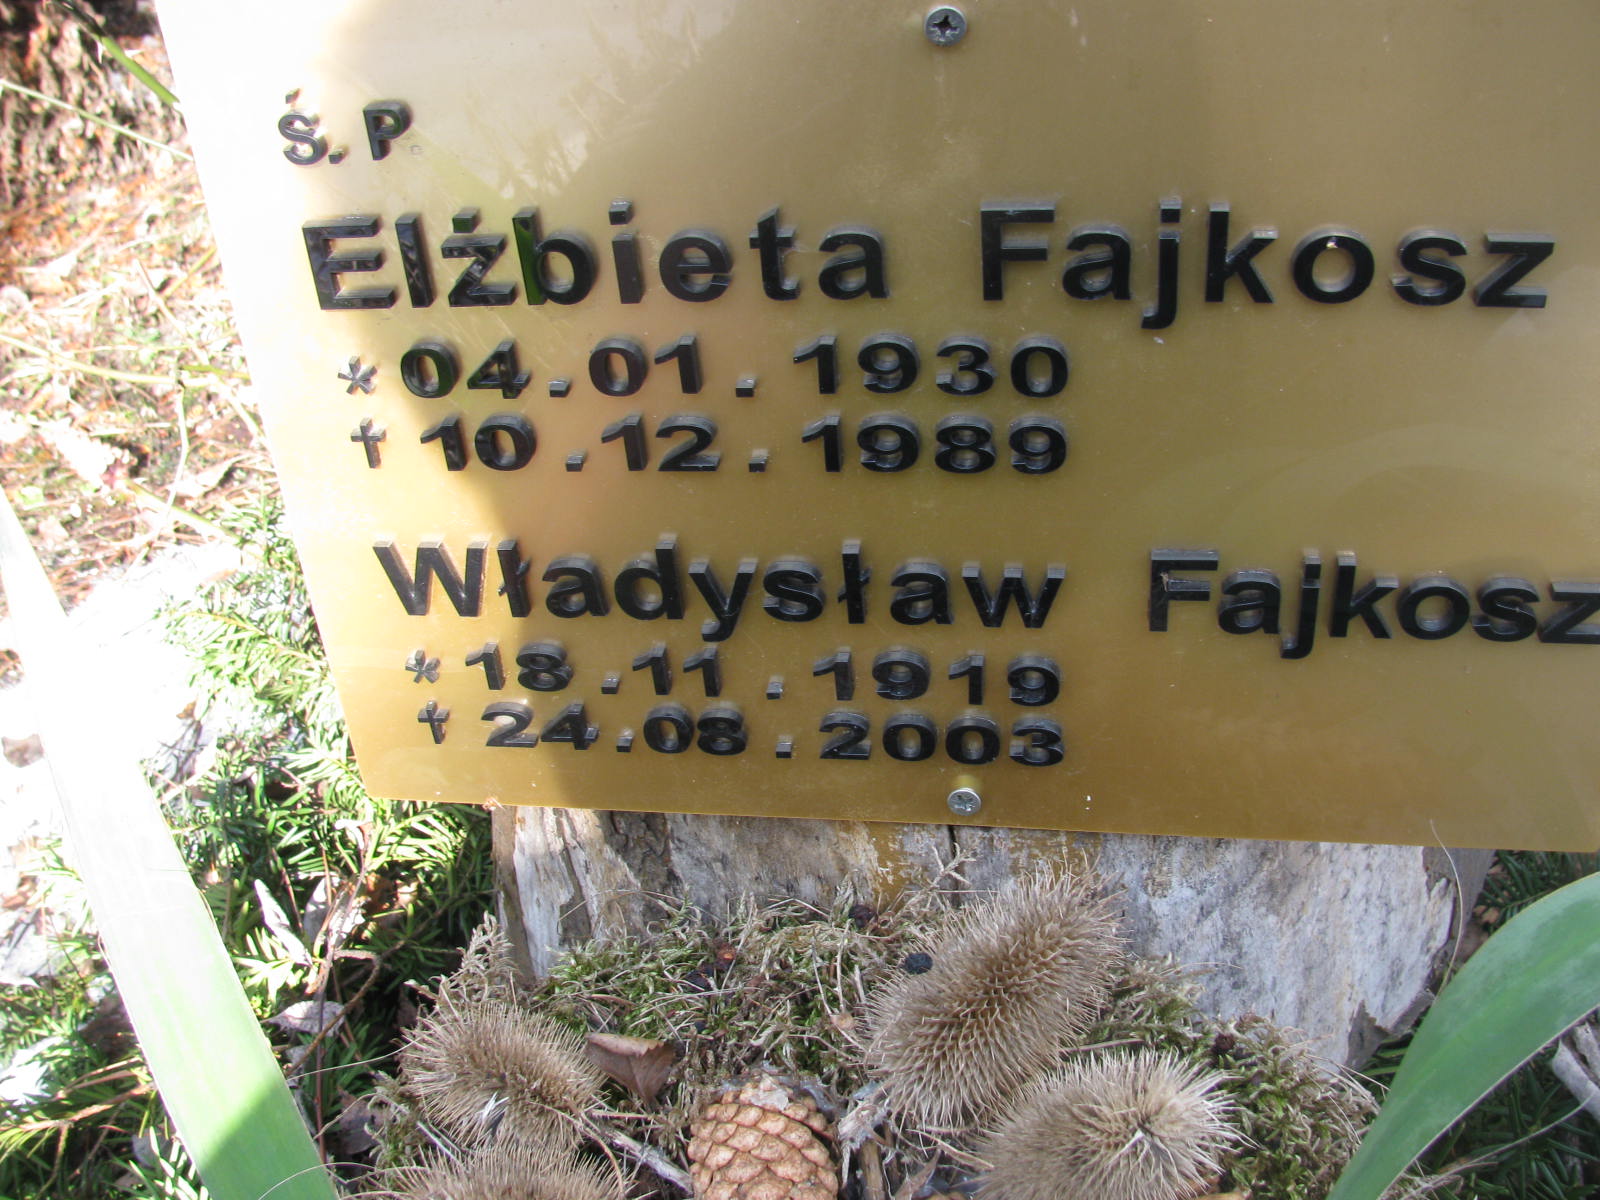 Ś. P.
Elżbieta Fajkosz
* 04.01.1930
† 10.12.1989
Władysław Fajkosz
* 18.11.1919
† 24.08.2003